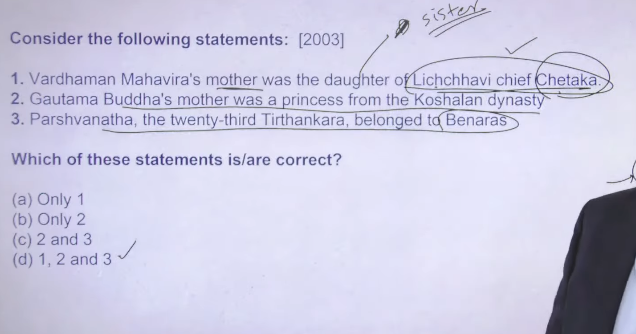 sister
Consider the following statements: [2003]
1. Vardhaman Mahavira's mother was the daughter of Lichchhavi chief Chetaka.
2. Gautama Buddha's mother was a princess from the Koshalan dynasty
3. Parshvanatha, the twenty-third Tirthankara, belonged to Benaras
Which of these statements is/are correct?
(a) Only 1
(b) Only 2
(c) 2 and 3
(d) 1, 2 and 3